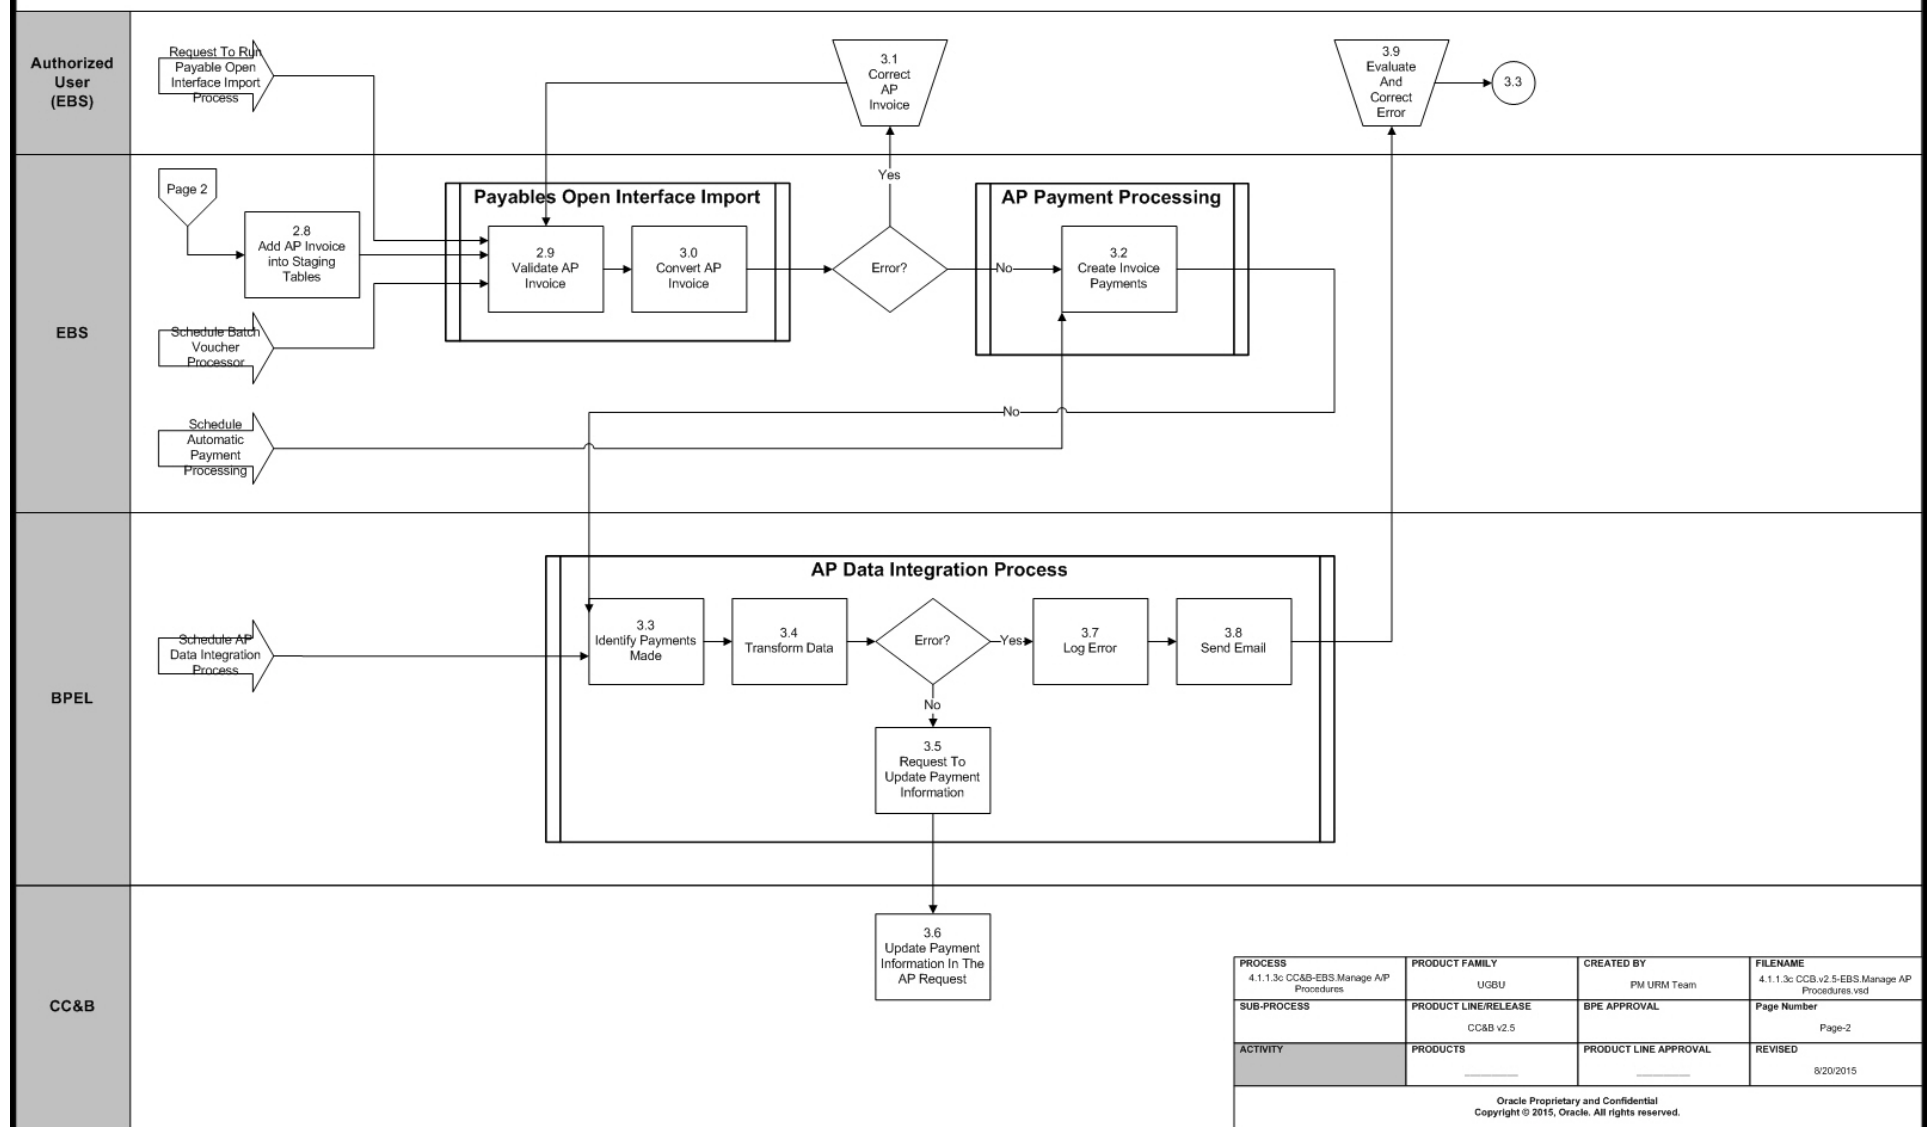 Authorized
User
(EBS)
Request To Run
Payable Open
Interface Import
Process
3.1
Correct
AP
Invoice
3.9
Evaluate
And
Correct
Error
3.3
EBS
Page 2
2.8
Add AP Invoice
into Staging
Tables
Schedule Batch
Voucher
Processor
Schedule
Automatic
Payment
Processing
Payables Open Interface Import
2.9
Validate AP
Invoice
3.0
Convert AP
Invoice
Yes
Error?
No
AP Payment Processing
3.2
Create Invoice
Payments
No
BPEL
Schedule AP
Data Integration
Process
AP Data Integration Process
3.3
Identify Payments
Made
3.4
Transform Data
Error?
Yes
3.7
Log Error
3.8
Send Email
No
3.5
Request To
Update Payment
Information
CC&B
3.6
Update Payment
Information In The
AP Request
PROCESS
4.1.1.3c CC&B-EBS.Manage A/P
Procedures
PRODUCT FAMILY
UGBU
CREATED BY
PM URM Team
FILENAME
4.1.1.3c CCB.v2.5-EBS.Manage AP
Procedures.vsd
SUB-PROCESS
PRODUCT LINE/RELEASE
CC&B v2.5
BPE APPROVAL
Page Number
Page-2
ACTIVITY
PRODUCTS
PRODUCT LINE APPROVAL
REVISED
8/20/2015
Oracle Proprietary and Confidential
Copyright © 2015, Oracle. All rights reserved.